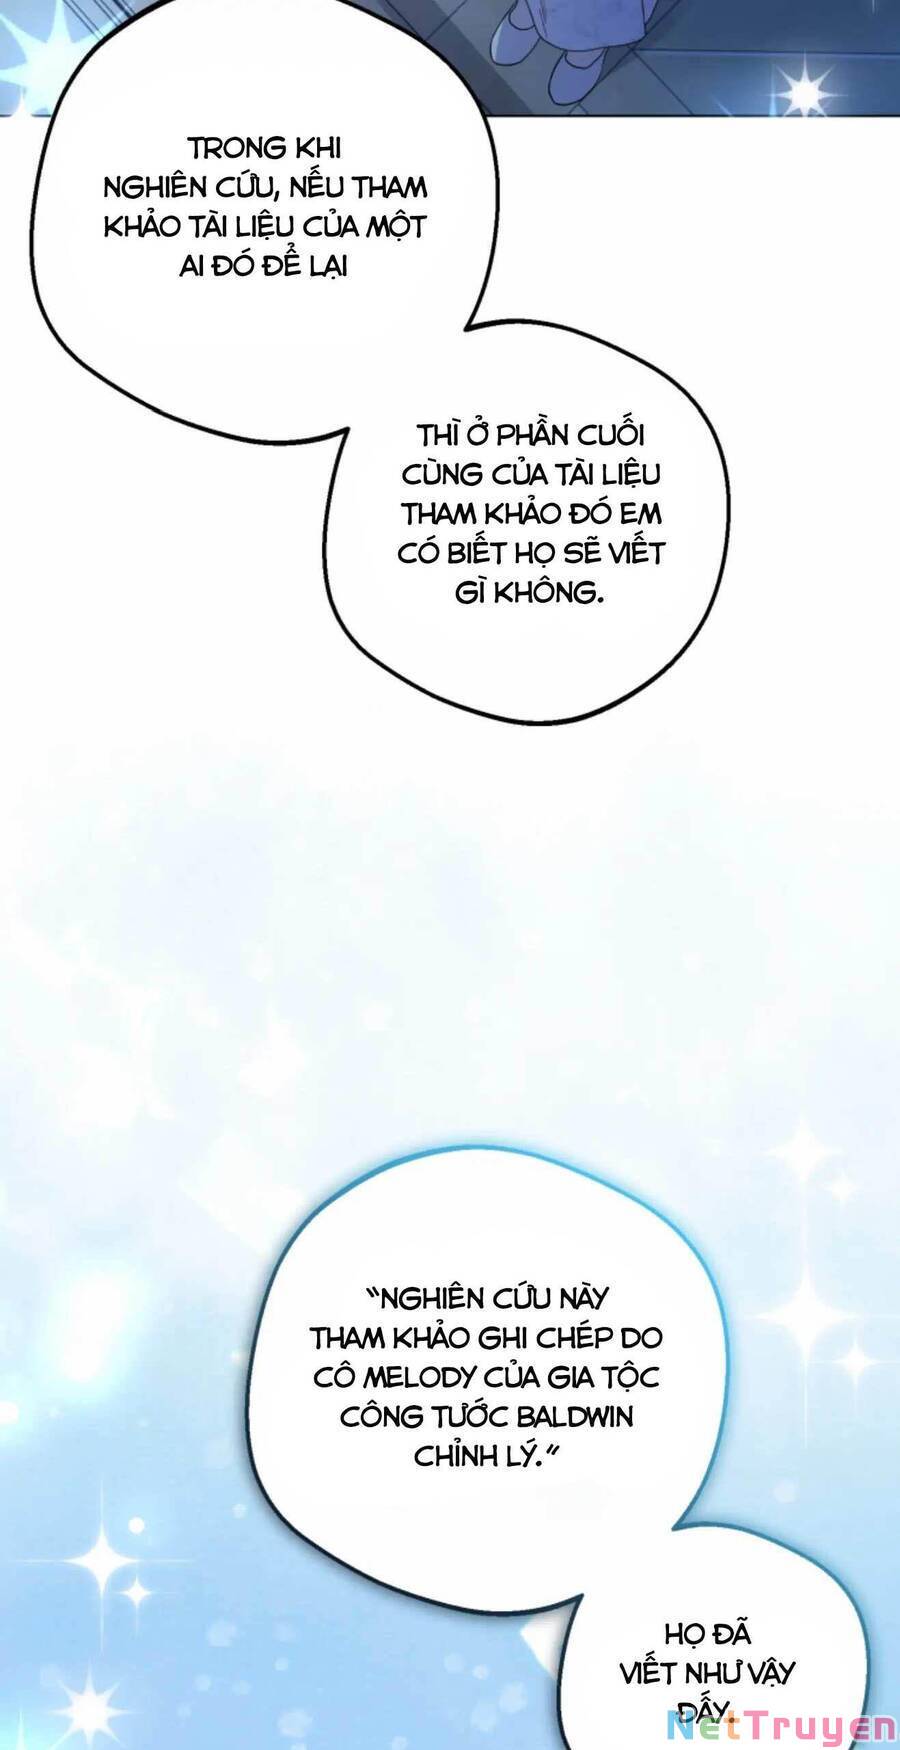 TRONG KHI
NGHIÊN CỨU, NẾU THAM
KHẢO TÀI LIỆU CỦA MỘT
AI ĐÓ ĐỂ LẠI
THÌ Ở PHẦN CUỐI
CÙNG CỦA TÀI LIỆU
THAM KHẢO ĐÓ EM
CÓ BIẾT HỌ SẼ VIẾT
GÌ KHÔNG.
“NGHIÊN CỨU NÀY
THAM KHẢO GHI CHÉP DO
CÔ MELODY CỦA GIA TỘC
CÔNG TƯỚC BALDWIN
CHỈNH LÝ.”
HỌ ĐÃ
VIẾT NHƯ VẬY
ĐẤY.
NetTruyen